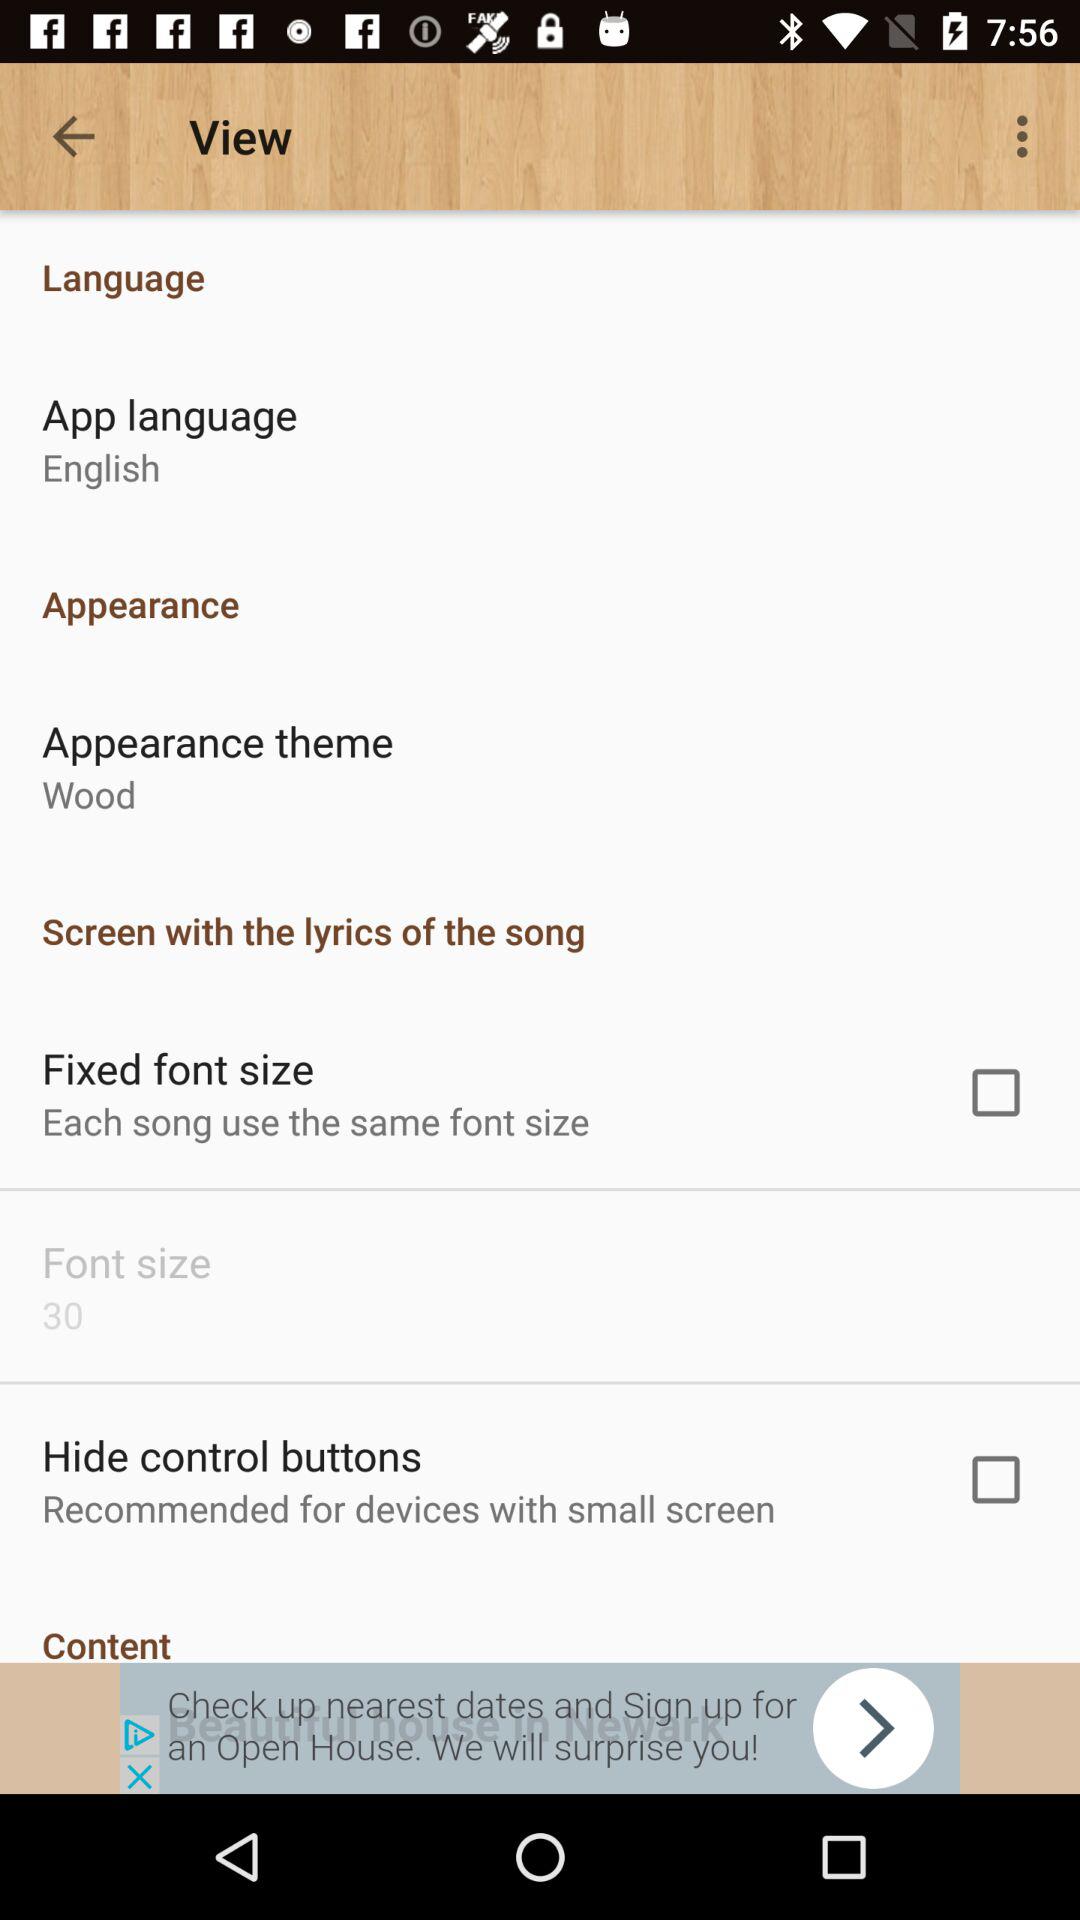 FAKE
7:56
View
Language
App language
English
Appearance
Appearance theme
Wood
Screen with the lyrics of the song
Fixed font size
Each song use the same font size
Font size
30
Hide control buttons
Recommended for devices with small screen
Content
Check up nearest dates and Sign up for
Beautiful house in Newark
an Open House. We will surprise you!